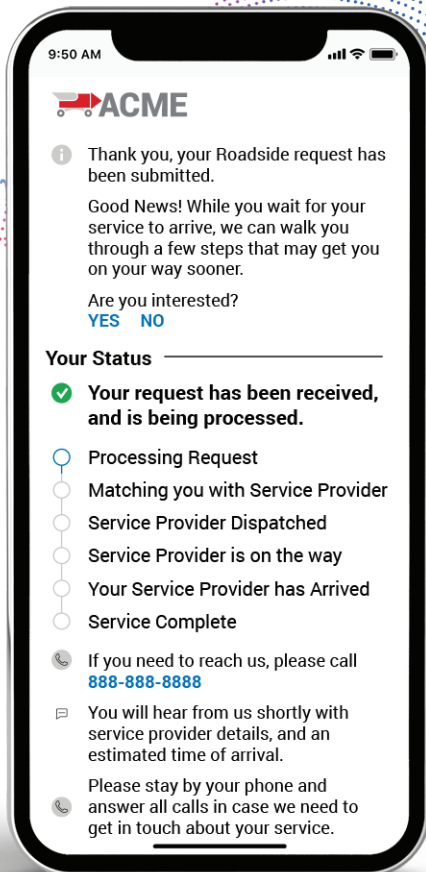 9:50 AM
ACME
Thank you, your Roadside request has
been submitted.
Good News! While you wait for your
service to arrive, we can walk you
through a few steps that may get you
on your way sooner.
Are you interested?
YES NO
Your Status
Your request has been received,
and is being processed.
Processing Request
Matching you with Service Provider
Service Provider Dispatched
Service Provider is on the way
Your Service Provider has Arrived
Service Complete
If you need to reach us, please call
888-888-8888
You will hear from us shortly with
service provider details, and an
estimated time of arrival.
Please stay by your phone and
answer all calls in case we need to
get in touch about your service.